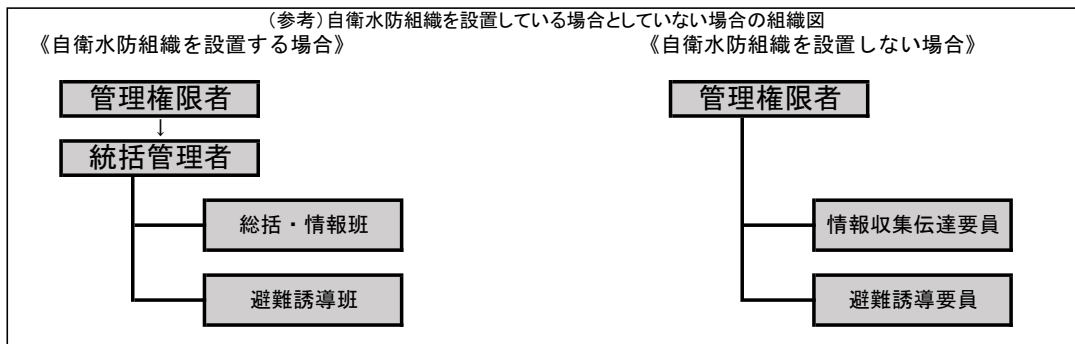 (参考)自衛水防組織を設置している場合としていない場合の組織図
《自衛水防組織を設置する場合》
《自衛水防組織を設置しない場合》
管理権限者
↓
統括管理者
総括・情報班
避難誘導班
管理権限者
情報収集伝達要員
避難誘導要員